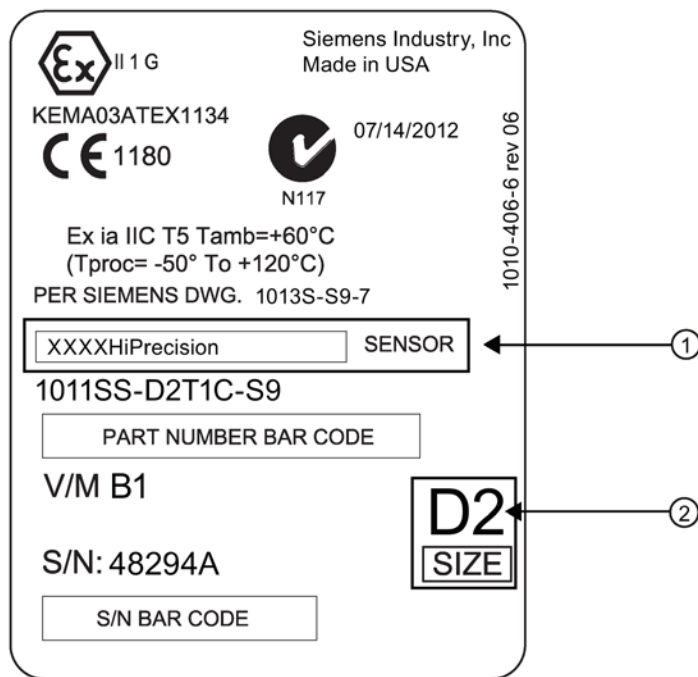 Ex II 1 G
Siemens Industry, Inc
Made in USA
KEMA03ATEX1134
CE 1180
07/14/2012
N117
1010-406-6 rev 06
Ex ia IIC T5 Tamb=+60°C
(Tproc= -50° To +120°C)
PER SIEMENS DWG. 1013S-S9-7
XXXXHiPrecision SENSOR
1
1011SS-D2T1C-S9
PART NUMBER BAR CODE
V/M B1
D2
2
SIZE
S/N: 48294A
S/N BAR CODE